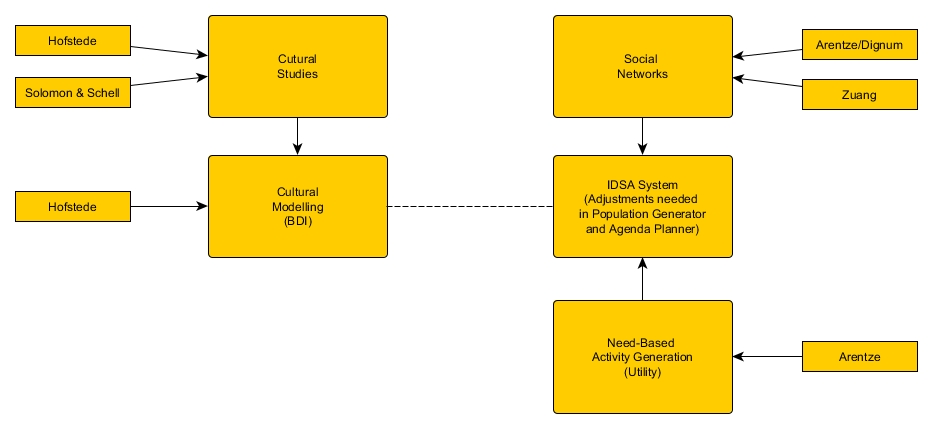 Hofstede
Solomon & Schell
Cutural
Studies
Social
Networks
Arentze/Dignum
Zuang
Hofstede
Cultural
Modelling
(BDI)
IDSA System
(Adjustments needed
in Population Generator
and Agenda Planner)
Need-Based
Activity Generation
(Utility)
Arentze